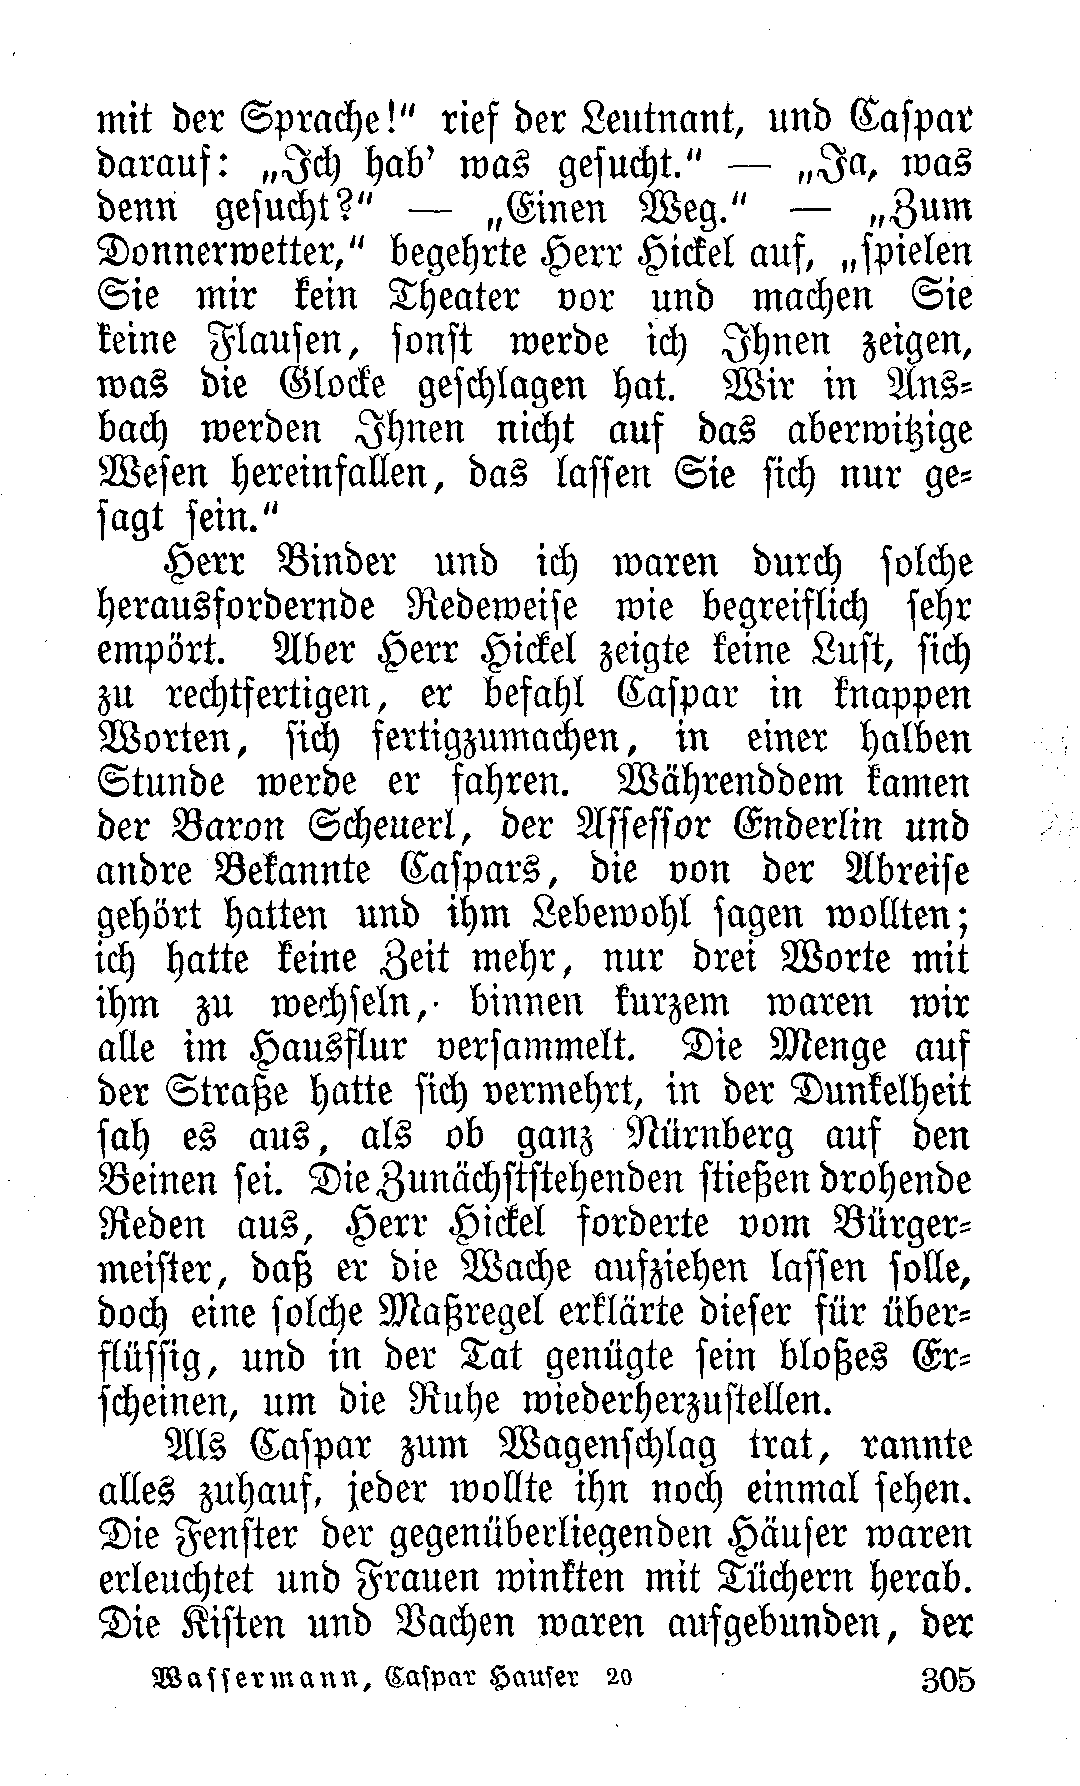 mit der Sprache!“ rief der Leutnant, und Caspar
darauf: „Ich hab’ was gesucht.“ — „Ja, was
denn gesucht?“ — „Einen Weg.“ — „Zum
Donnerwetter,“ begehrte Herr Hickel auf, „spielen
Sie mir kein Theater vor und machen Sie
keine Flausen, sonst werde ich Ihnen zeigen,
was die Glocke geschlagen hat. Wir in Ans-
bach werden Ihnen nicht auf das aberwitzige
Wesen hereinfallen, das lassen Sie sich nur ge-
sagt sein.“
Herr Binder und ich waren durch solche
herausfordernde Redeweise wie begreiflich sehr
empört. Aber Herr Hickel zeigte keine Lust, sich
zu rechtfertigen, er befahl Caspar in knappen
Worten, sich fertigzumachen, in einer halben
Stunde werde er fahren. Währenddem kamen
der Baron Scheuerl, der Assessor Enderlin und
andre Bekannte Caspars, die von der Abreise
gehört hatten und ihm Lebewohl sagen wollten;
ich hatte keine Zeit mehr, nur drei Worte mit
ihm zu wechseln, binnen kurzem waren wir
alle im Hausflur versammelt. Die Menge auf
der Straße hatte sich vermehrt, in der Dunkelheit
sah es aus, als ob ganz Nürnberg auf den
Beinen sei. Die Zunächststehenden stießen drohende
Reden aus, Herr Hickel forderte vom Bürger-
meister, daß er die Wache aufziehen lassen solle,
doch eine solche Maßregel erklärte dieser für über-
flüssig, und in der Tat genügte sein bloßes Er-
scheinen, um die Ruhe wiederherzustellen.
Als Caspar zum Wagenschlag trat, rannte
alles zuhauf, jeder wollte ihn noch einmal sehen.
Die Fenster der gegenüberliegenden Häuser waren
erleuchtet und Frauen winkten mit Tüchern herab.
Die Kisten und Vachen waren aufgebunden, der
Wassermann, Caspar Hauser 20 305